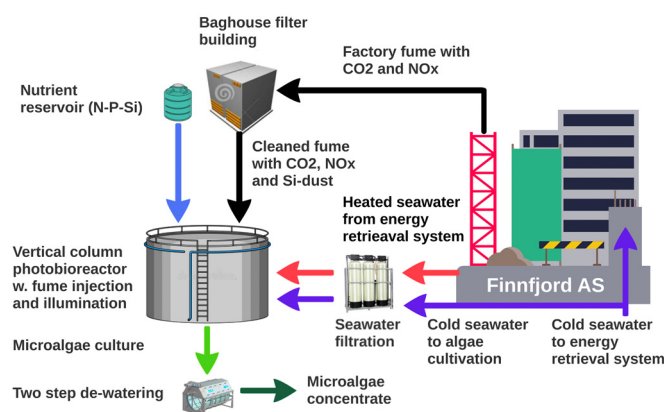 Baghouse filter
building
Factory fume with
CO2 and NOx
Nutrient
reservoir (N-P-Si)
Cleaned fume
with CO2, NOx
and Si-dust
Heated seawater
from energy
retrieaval system
Vertical column
photobioreactor
w. fume injection
and illumination
Finnfjord AS
Seawater
filtration
Cold seawater
to algae
cultivation
Cold seawater
to energy
retrieval system
Microalgae culture
Two step de-watering
Microalgae
concentrate